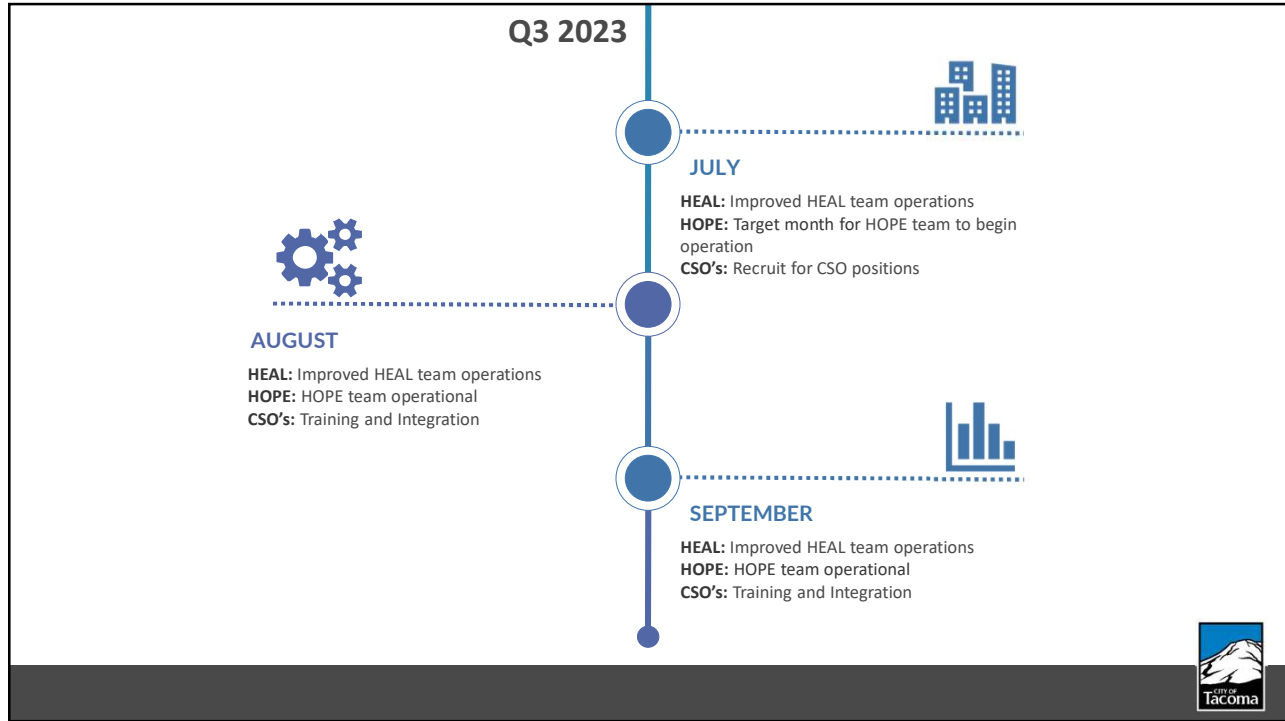 Q3 2023
JULY
HEAL: Improved HEAL team operations
HOPE: Target month for HOPE team to begin
operation
CSO's: Recruit for CSO positions
AUGUST
HEAL: Improved HEAL team operations
HOPE: HOPE team operational
CSO's: Training and Integration
SEPTEMBER
HEAL: Improved HEAL team operations
HOPE: HOPE team operational
CSO's: Training and Integration
CITY OF
Tacoma